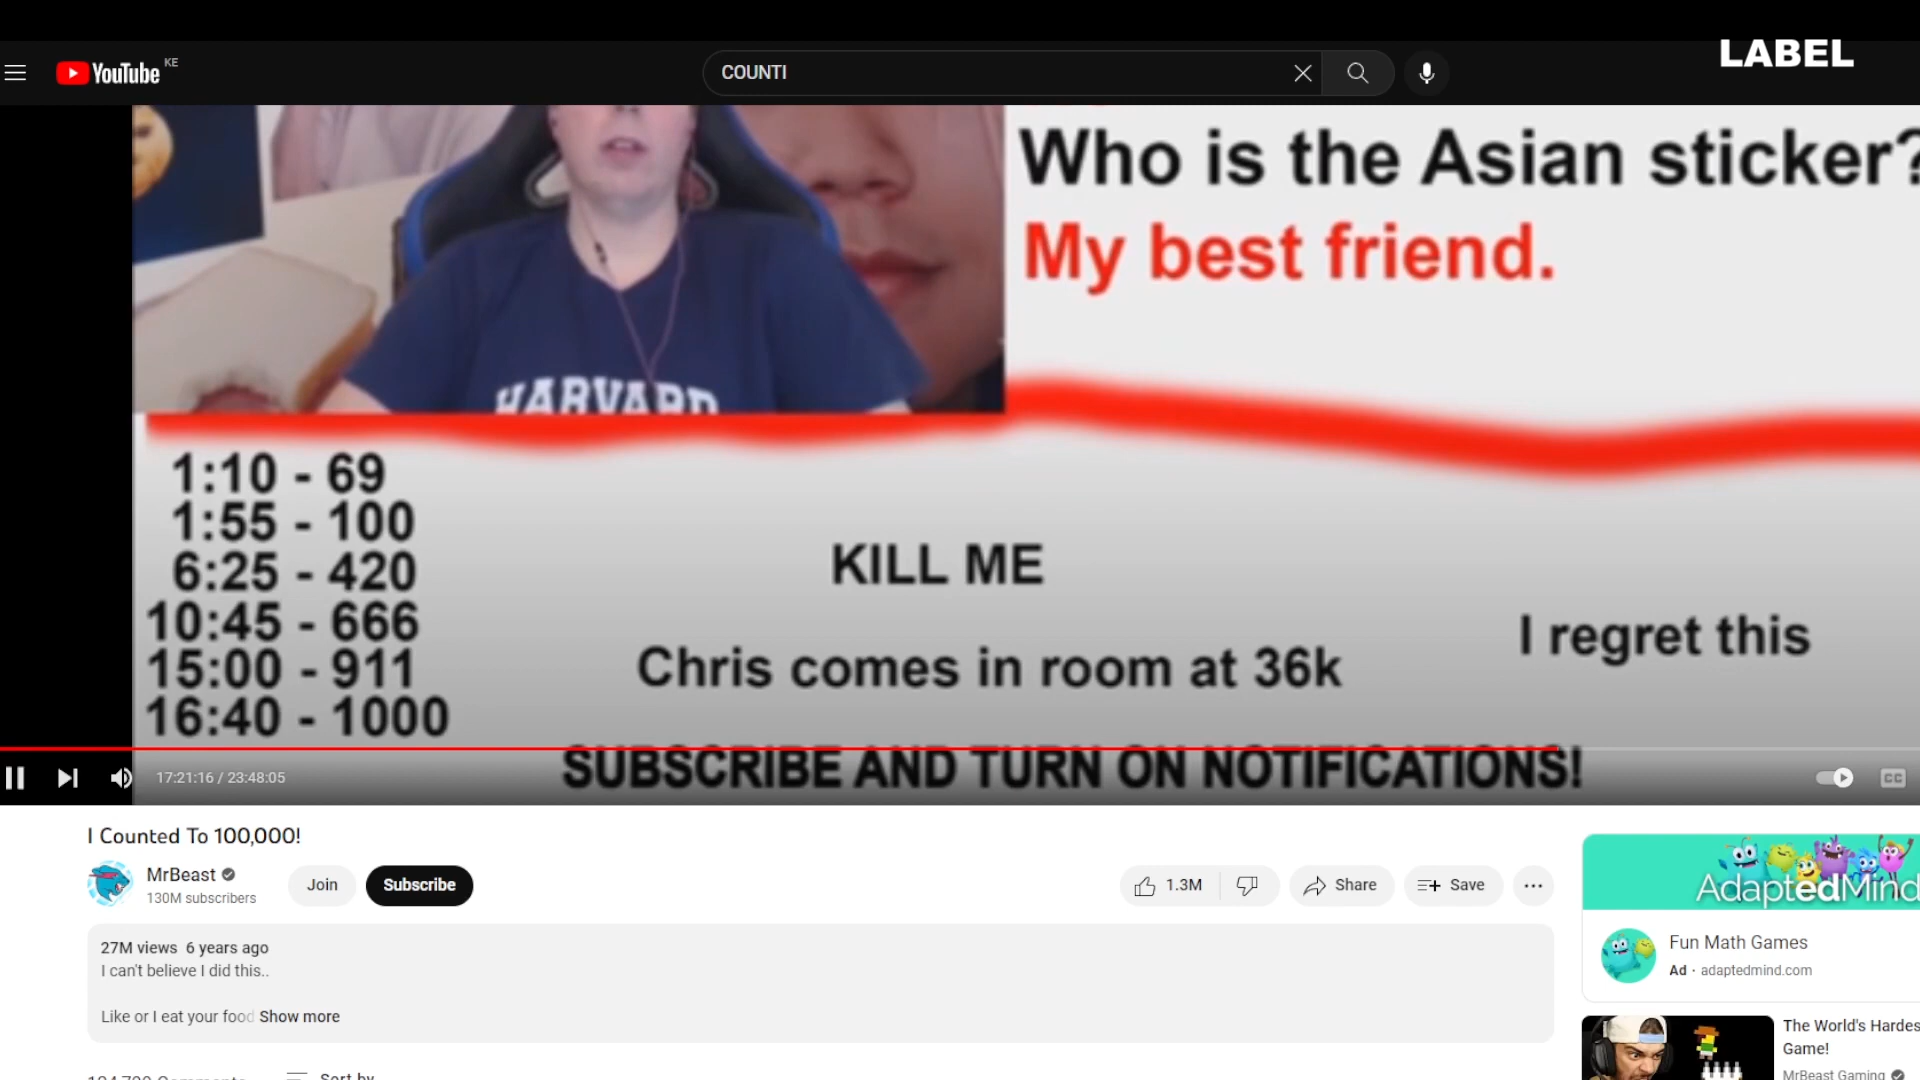 LABEL
YouTube KE
COUNTI
Who is the Asian sticker?
My best friend.
HARVARD
1:10 - 69
1:55 - 100
6:25 - 420
10:45 - 666
15:00 - 911
16:40 - 1000
KILL ME
I regret this
Chris comes in room at 36k
SUBSCRIBE AND TURN ON NOTIFICATIONS!
17:21:16 / 23:48:05
CC
I Counted To 100,000!
MrBeast
130M subscribers
Join
Subscribe
1.3M
Share
Save
27M views 6 years ago
I can't believe I did this..
Like or I eat your food Show more
Sort by
AdaptedMind
Fun Math Games
Ad · adaptedmind.com
The World's Hardes
Game!
MrBeast Gaming